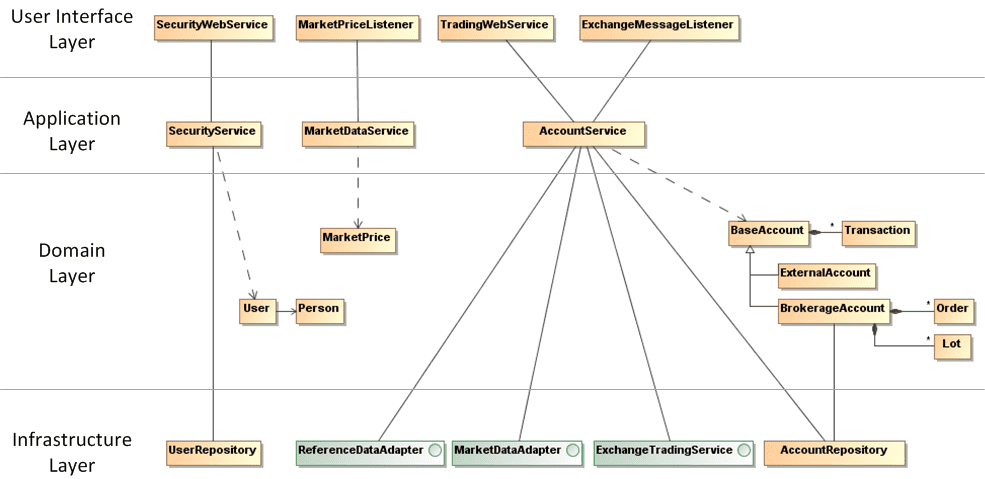 User Interface
Layer
SecurityWebService
MarketPriceListener
TradingWebService
ExchangeMessageListener
Application
Layer
SecurityService
MarketDataService
AccountService
Domain
Layer
MarketPrice
BaseAccount
*
Transaction
ExternalAccount
User
Person
BrokerageAccount
*
Order
*
Lot
Infrastructure
Layer
UserRepository
ReferenceDataAdapter
MarketDataAdapter
ExchangeTradingService
AccountRepository